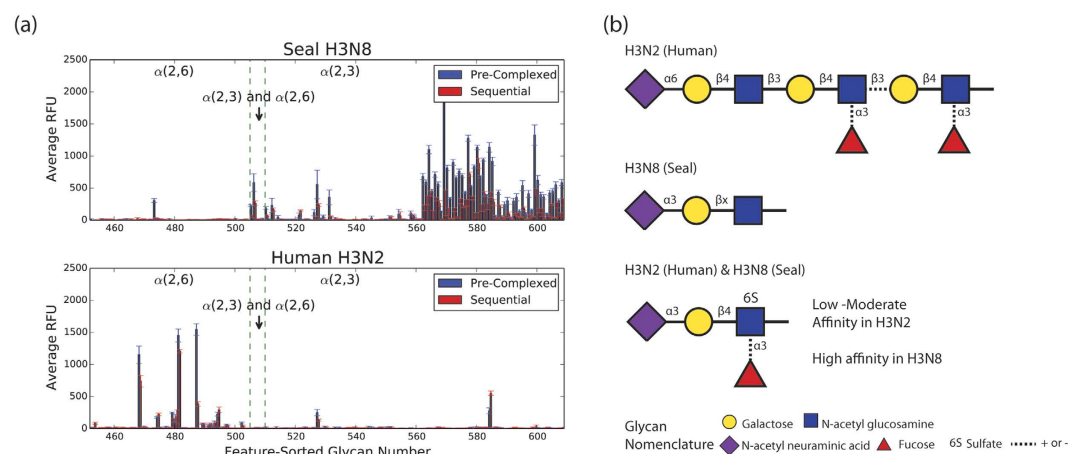 (a)
Seal H3N8
2500
2000
1500
1000
500
0
Average RFU
α(2,6)
α(2,3)
α(2,3) and α(2,6)
Pre-Complexed
Sequential
460 480 500 520 540 560 580 600
Human H3N2
2500
2000
1500
1000
500
0
Average RFU
α(2,6)
α(2,3)
α(2,3) and α(2,6)
Pre-Complexed
Sequential
460 480 500 520 540 560 580 600
Feature-Sorted Glycan Number
(b)
H3N2 (Human)
α6 β4 β3 β4 β3 β4
α3 α3
H3N8 (Seal)
α3 βx
H3N2 (Human) & H3N8 (Seal)
6S
α3 β4
α3
Low -Moderate
Affinity in H3N2
High affinity in H3N8
Glycan
Nomenclature
Galactose
N-acetyl glucosamine
N-acetyl neuraminic acid
Fucose
6S Sulfate
+ or -